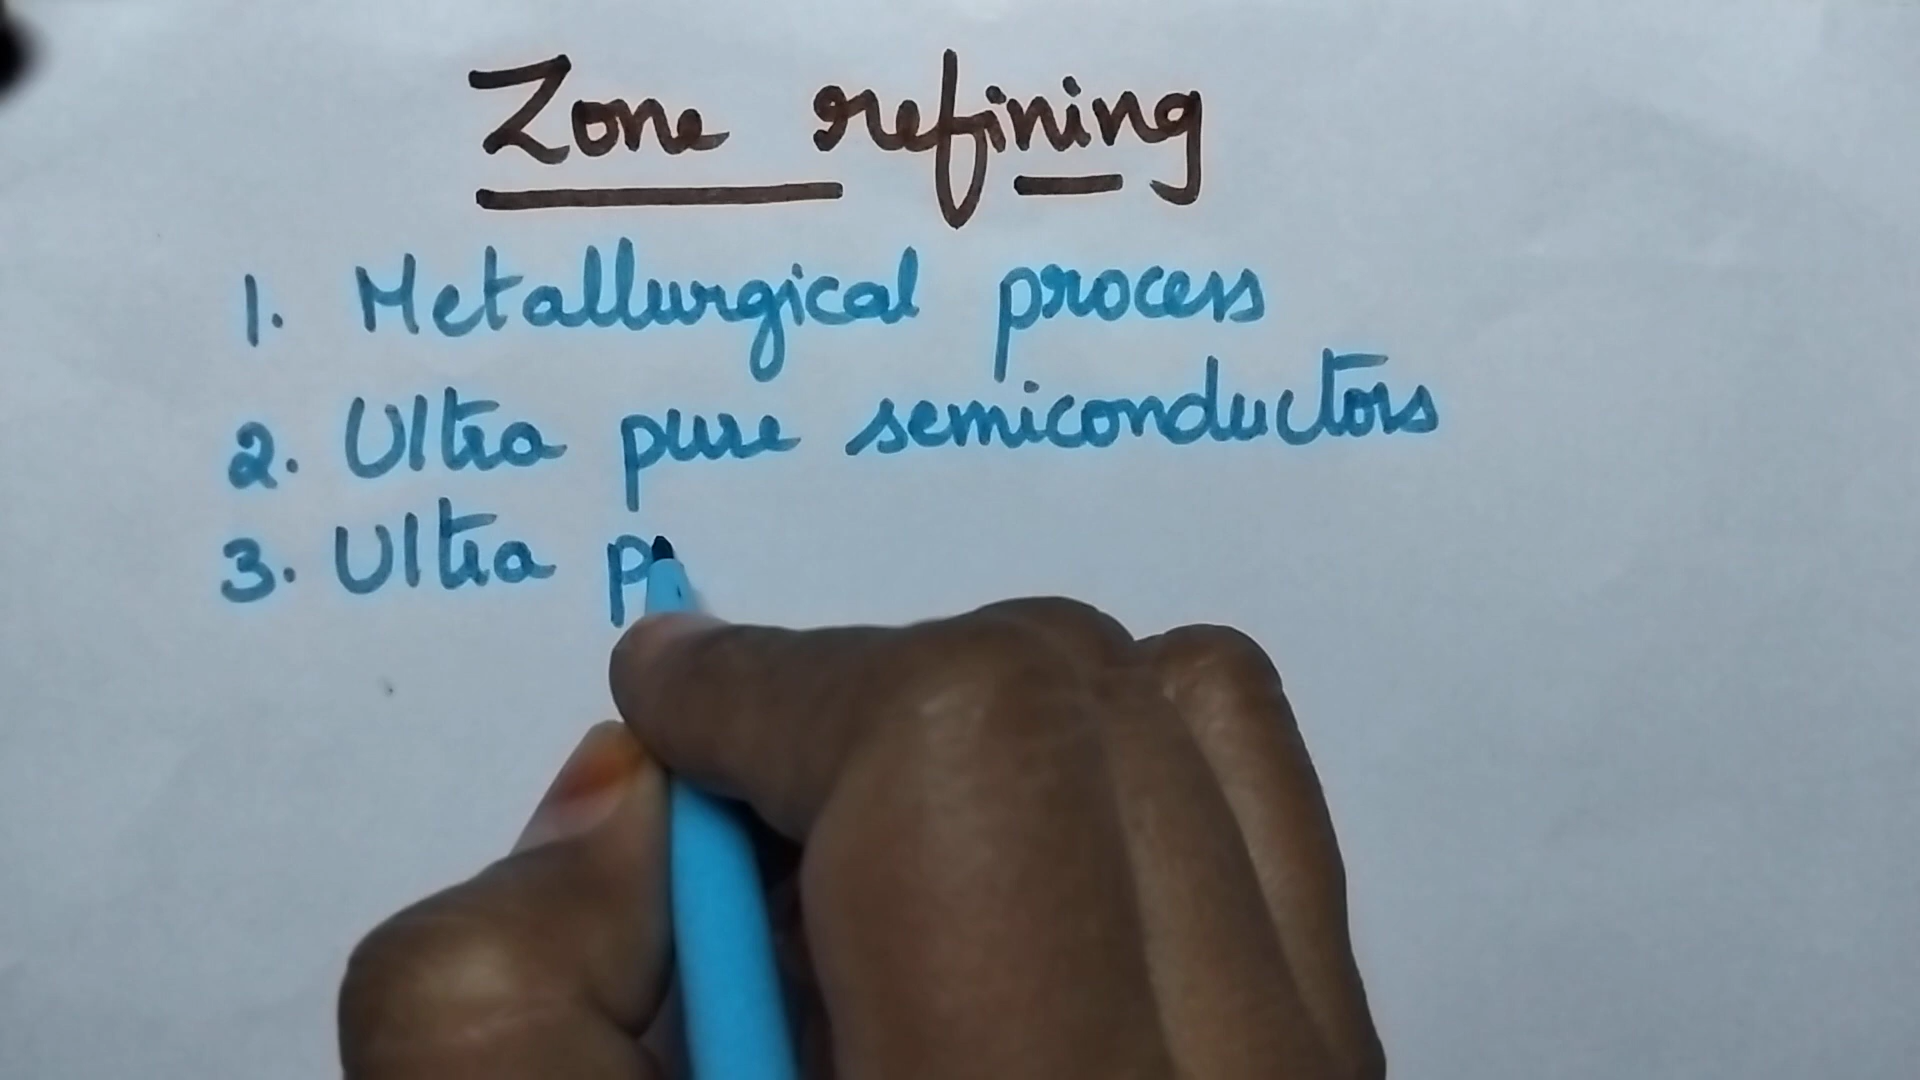 Zone refining
1. Metallurgical process
2. Ultra pure semiconductors
3. Ultra p